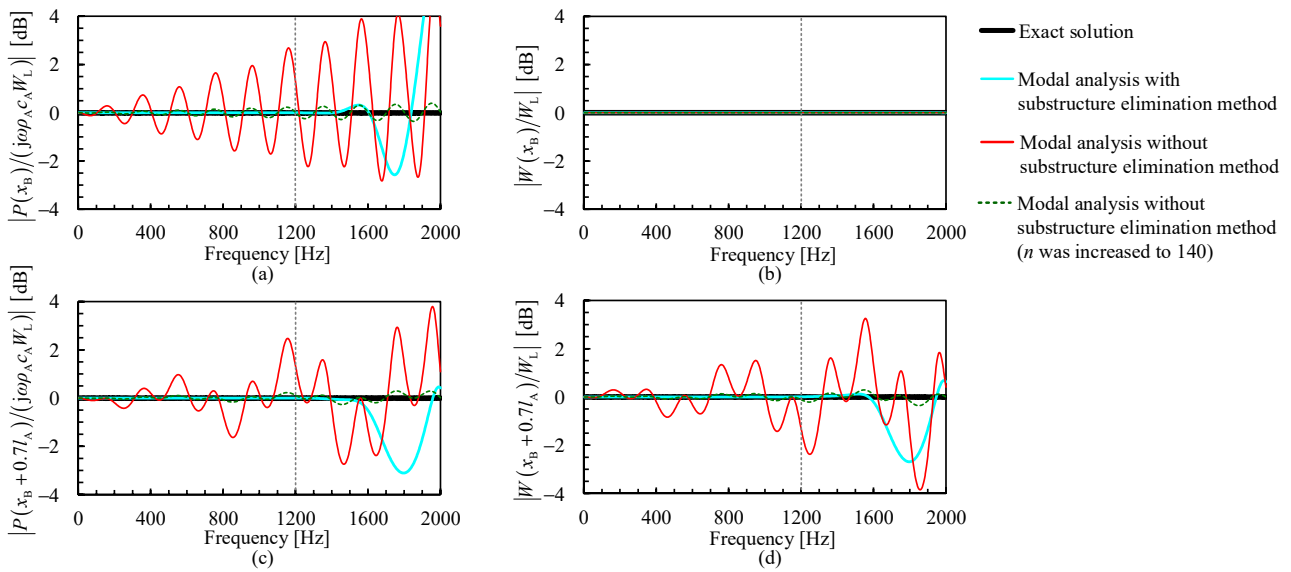 |P(x_B)/(jωρ_A c_A W_L)| [dB]
4
2
0
−2
−4
0 400 800 1200 1600 2000
Frequency [Hz]
(a)
|W(x_B)/W_L| [dB]
4
2
0
−2
−4
0 400 800 1200 1600 2000
Frequency [Hz]
(b)
Exact solution
Modal analysis with
substructure elimination method
Modal analysis without
substructure elimination method
Modal analysis without
substructure elimination method
(n was increased to 140)
|P(x_B + 0.7l_A)/(jωρ_A c_A W_L)| [dB]
4
2
0
−2
−4
0 400 800 1200 1600 2000
Frequency [Hz]
(c)
|W(x_B + 0.7l_A)/W_L| [dB]
4
2
0
−2
−4
0 400 800 1200 1600 2000
Frequency [Hz]
(d)